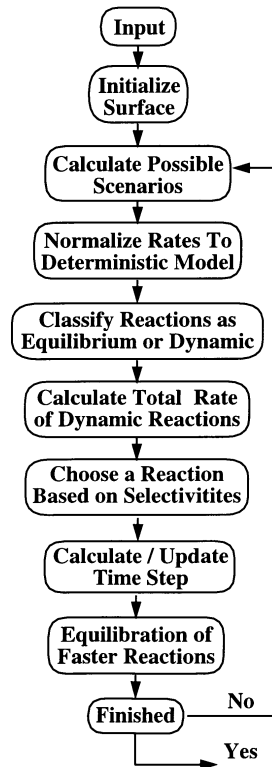 Input
Initialize
Surface
Calculate Possible
Scenarios
Normalize Rates To
Deterministic Model
Classify Reactions as
Equilibrium or Dynamic
Calculate Total Rate
of Dynamic Reactions
Choose a Reaction
Based on Selectivitites
Calculate / Update
Time Step
Equilibration of
Faster Reactions
Finished
No
Yes